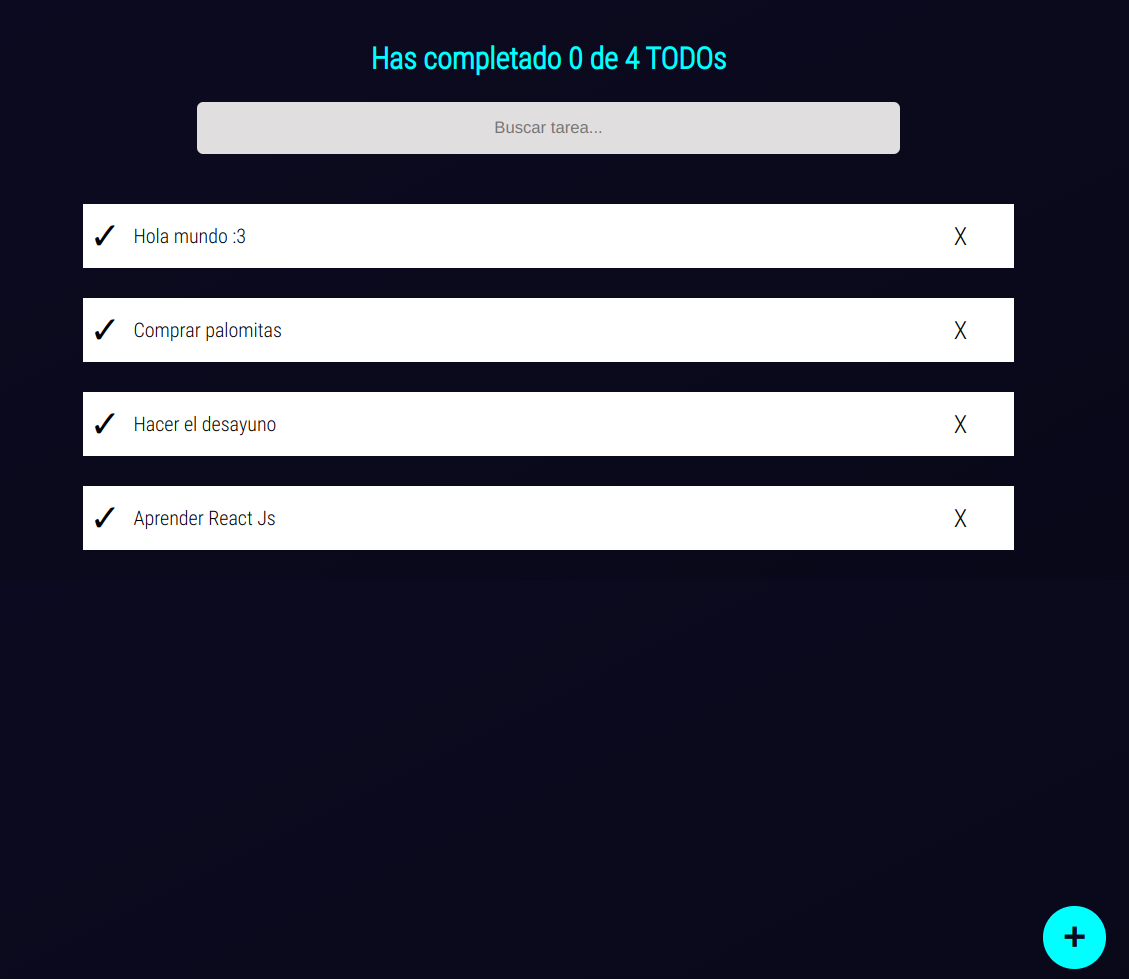 Has completado 0 de 4 TODOs
Buscar tarea...
✓ Hola mundo :3 X
✓ Comprar palomitas X
✓ Hacer el desayuno X
✓ Aprender React Js X
+